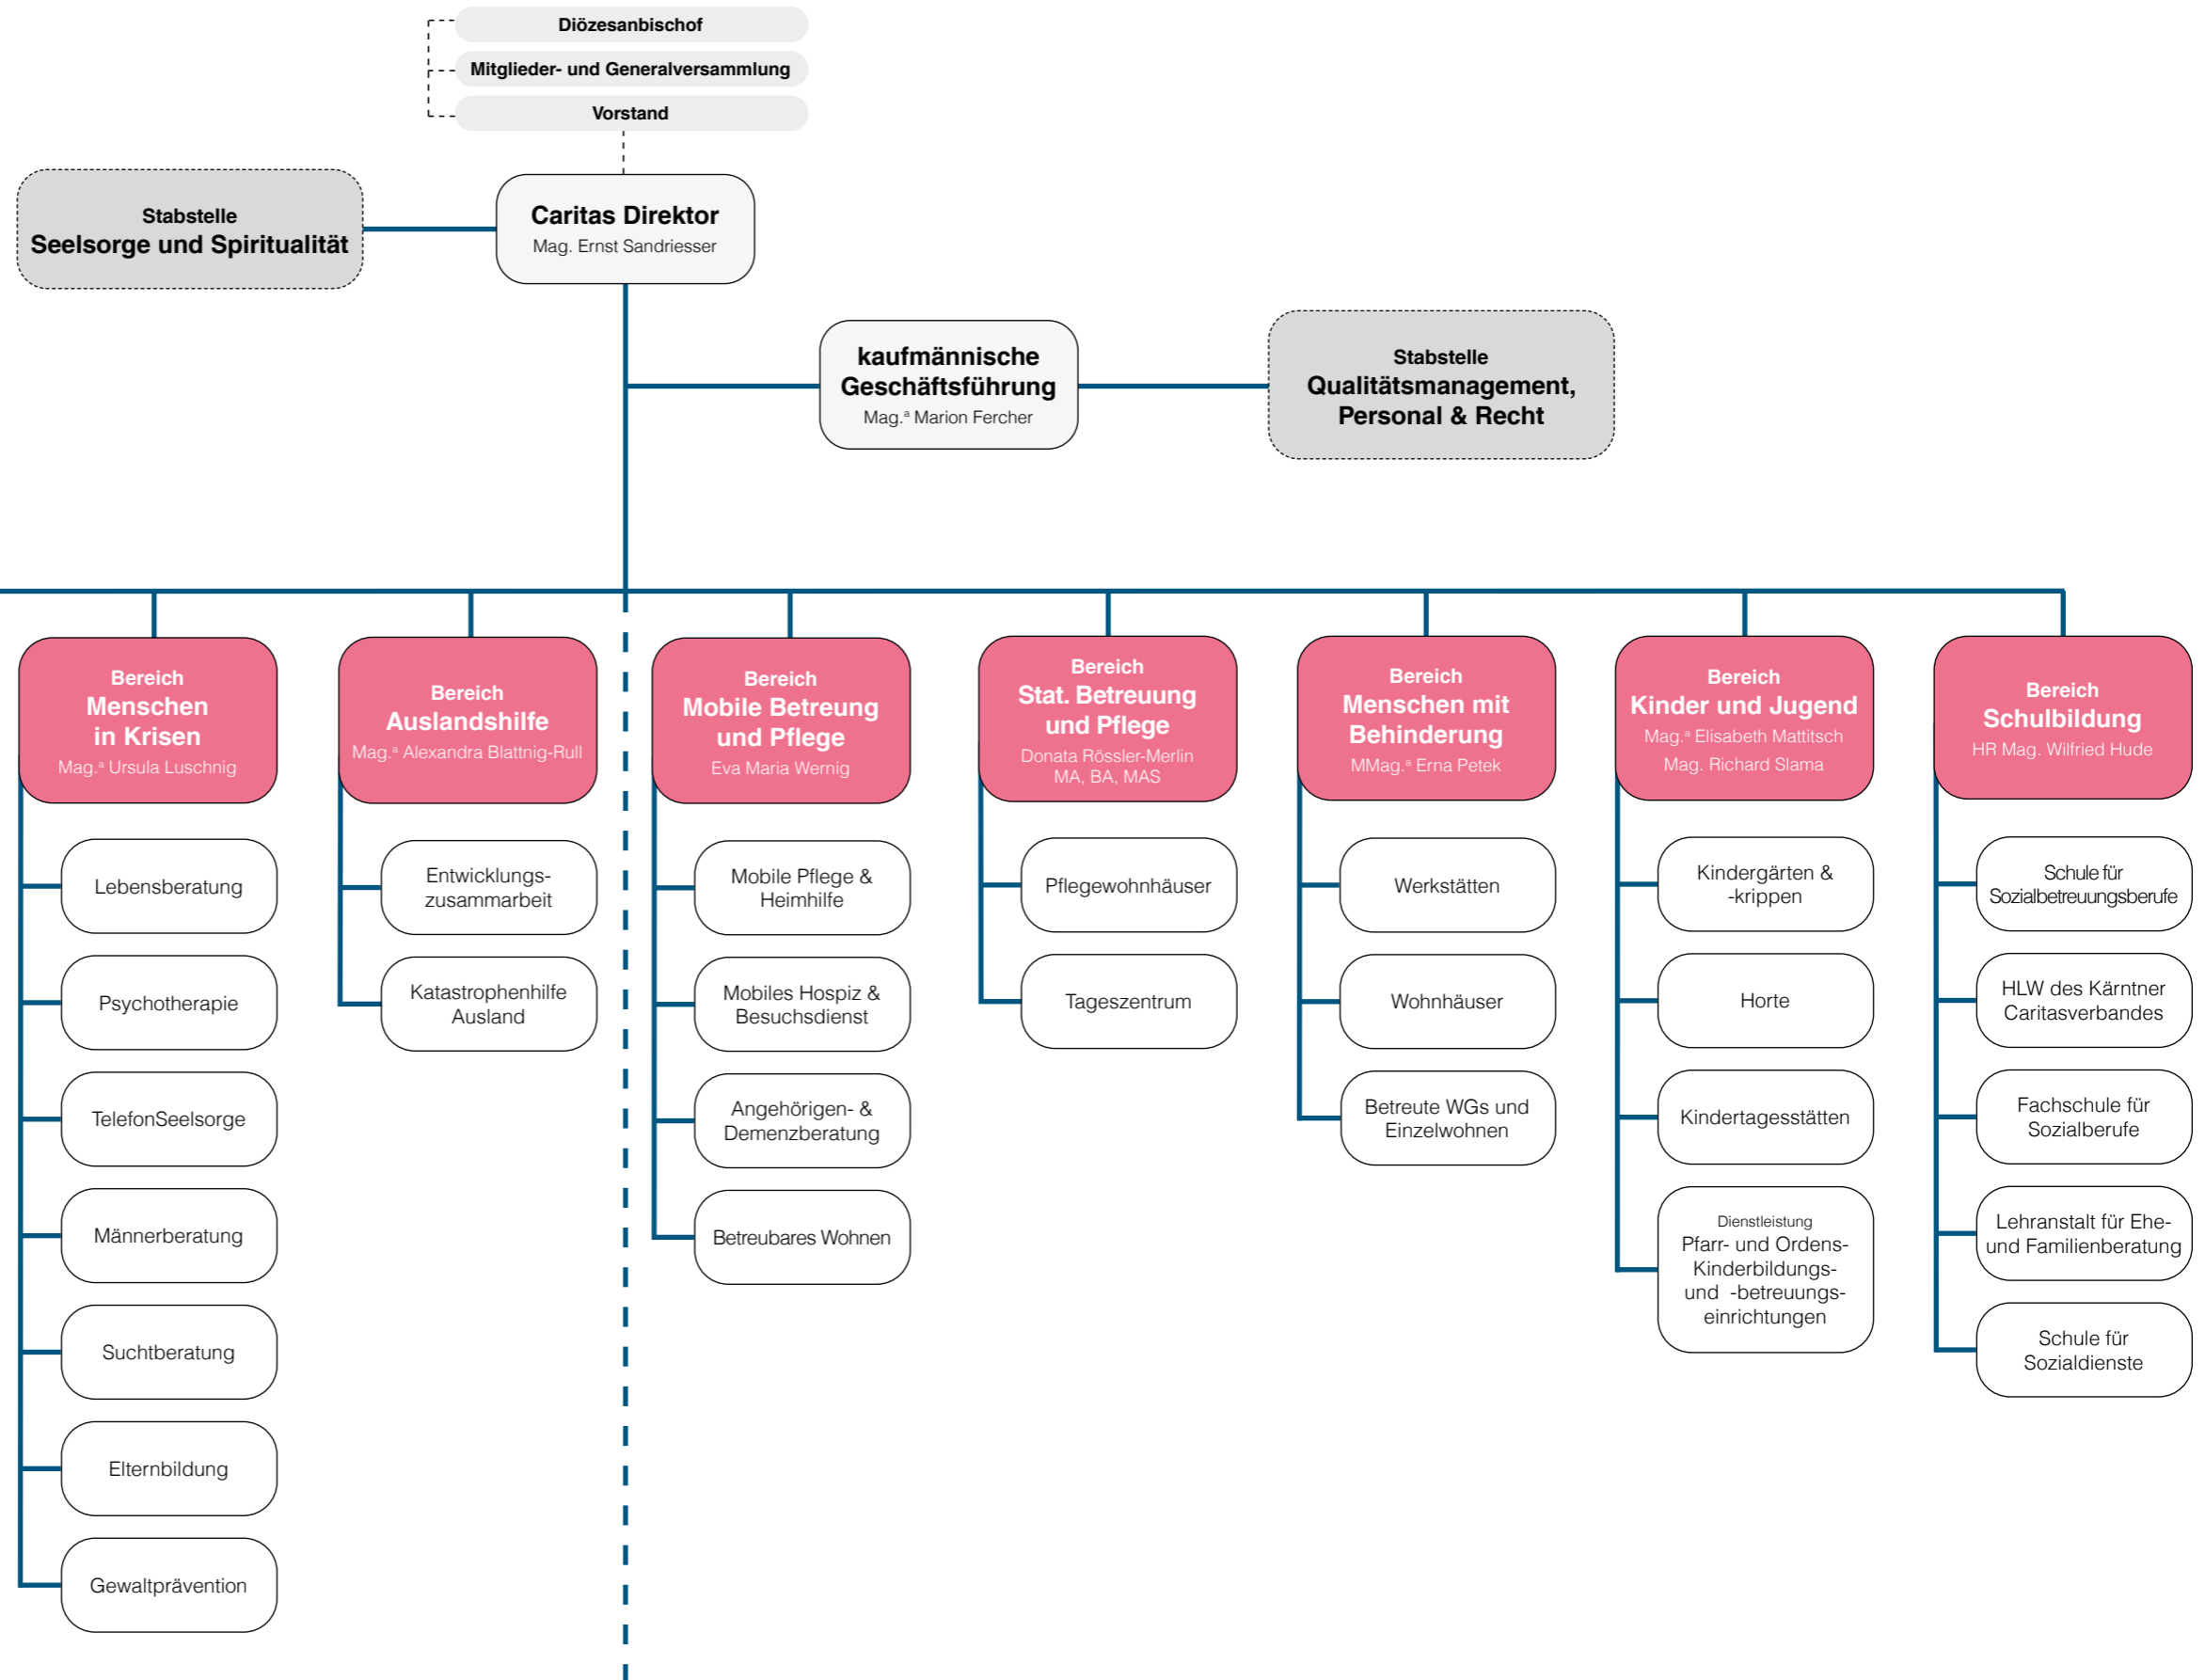 Diözesanbischof
Mitglieder- und Generalversammlung
Vorstand
Stabstelle
Seelsorge und Spiritualität
Caritas Direktor
Mag. Ernst Sandriesser
kaufmännische
Geschäftsführung
Mag.ª Marion Fercher
Stabstelle
Qualitätsmanagement,
Personal & Recht
Bereich
Menschen
in Krisen
Mag.ª Ursula Luschnig
Lebensberatung
Psychotherapie
TelefonSeelsorge
Männerberatung
Suchtberatung
Elternbildung
Gewaltprävention
Bereich
Auslandshilfe
Mag.ª Alexandra Blattnig-Rull
Entwicklungs-
zusammarbeit
Katastrophenhilfe
Ausland
Bereich
Mobile Betreung
und Pflege
Eva Maria Wernig
Mobile Pflege &
Heimhilfe
Mobiles Hospiz &
Besuchsdienst
Angehörigen- &
Demenzberatung
Betreubares Wohnen
Bereich
Stat. Betreuung
und Pflege
Donata Rössler-Merlin
MA, BA, MAS
Pflegewohnhäuser
Tageszentrum
Bereich
Menschen mit
Behinderung
MMag.ª Erna Petek
Werkstätten
Wohnhäuser
Betreute WGs und
Einzelwohnen
Bereich
Kinder und Jugend
Mag.ª Elisabeth Mattitsch
Mag. Richard Slama
Kindergärten &
-krippen
Horte
Kindertagesstätten
Dienstleistung
Pfarr- und Ordens-
Kinderbildungs-
und -betreuungs-
einrichtungen
Bereich
Schulbildung
HR Mag. Wilfried Hude
Schule für
Sozialbetreuungsberufe
HLW des Kärntner
Caritasverbandes
Fachschule für
Sozialberufe
Lehranstalt für Ehe-
und Familienberatung
Schule für
Sozialdienste